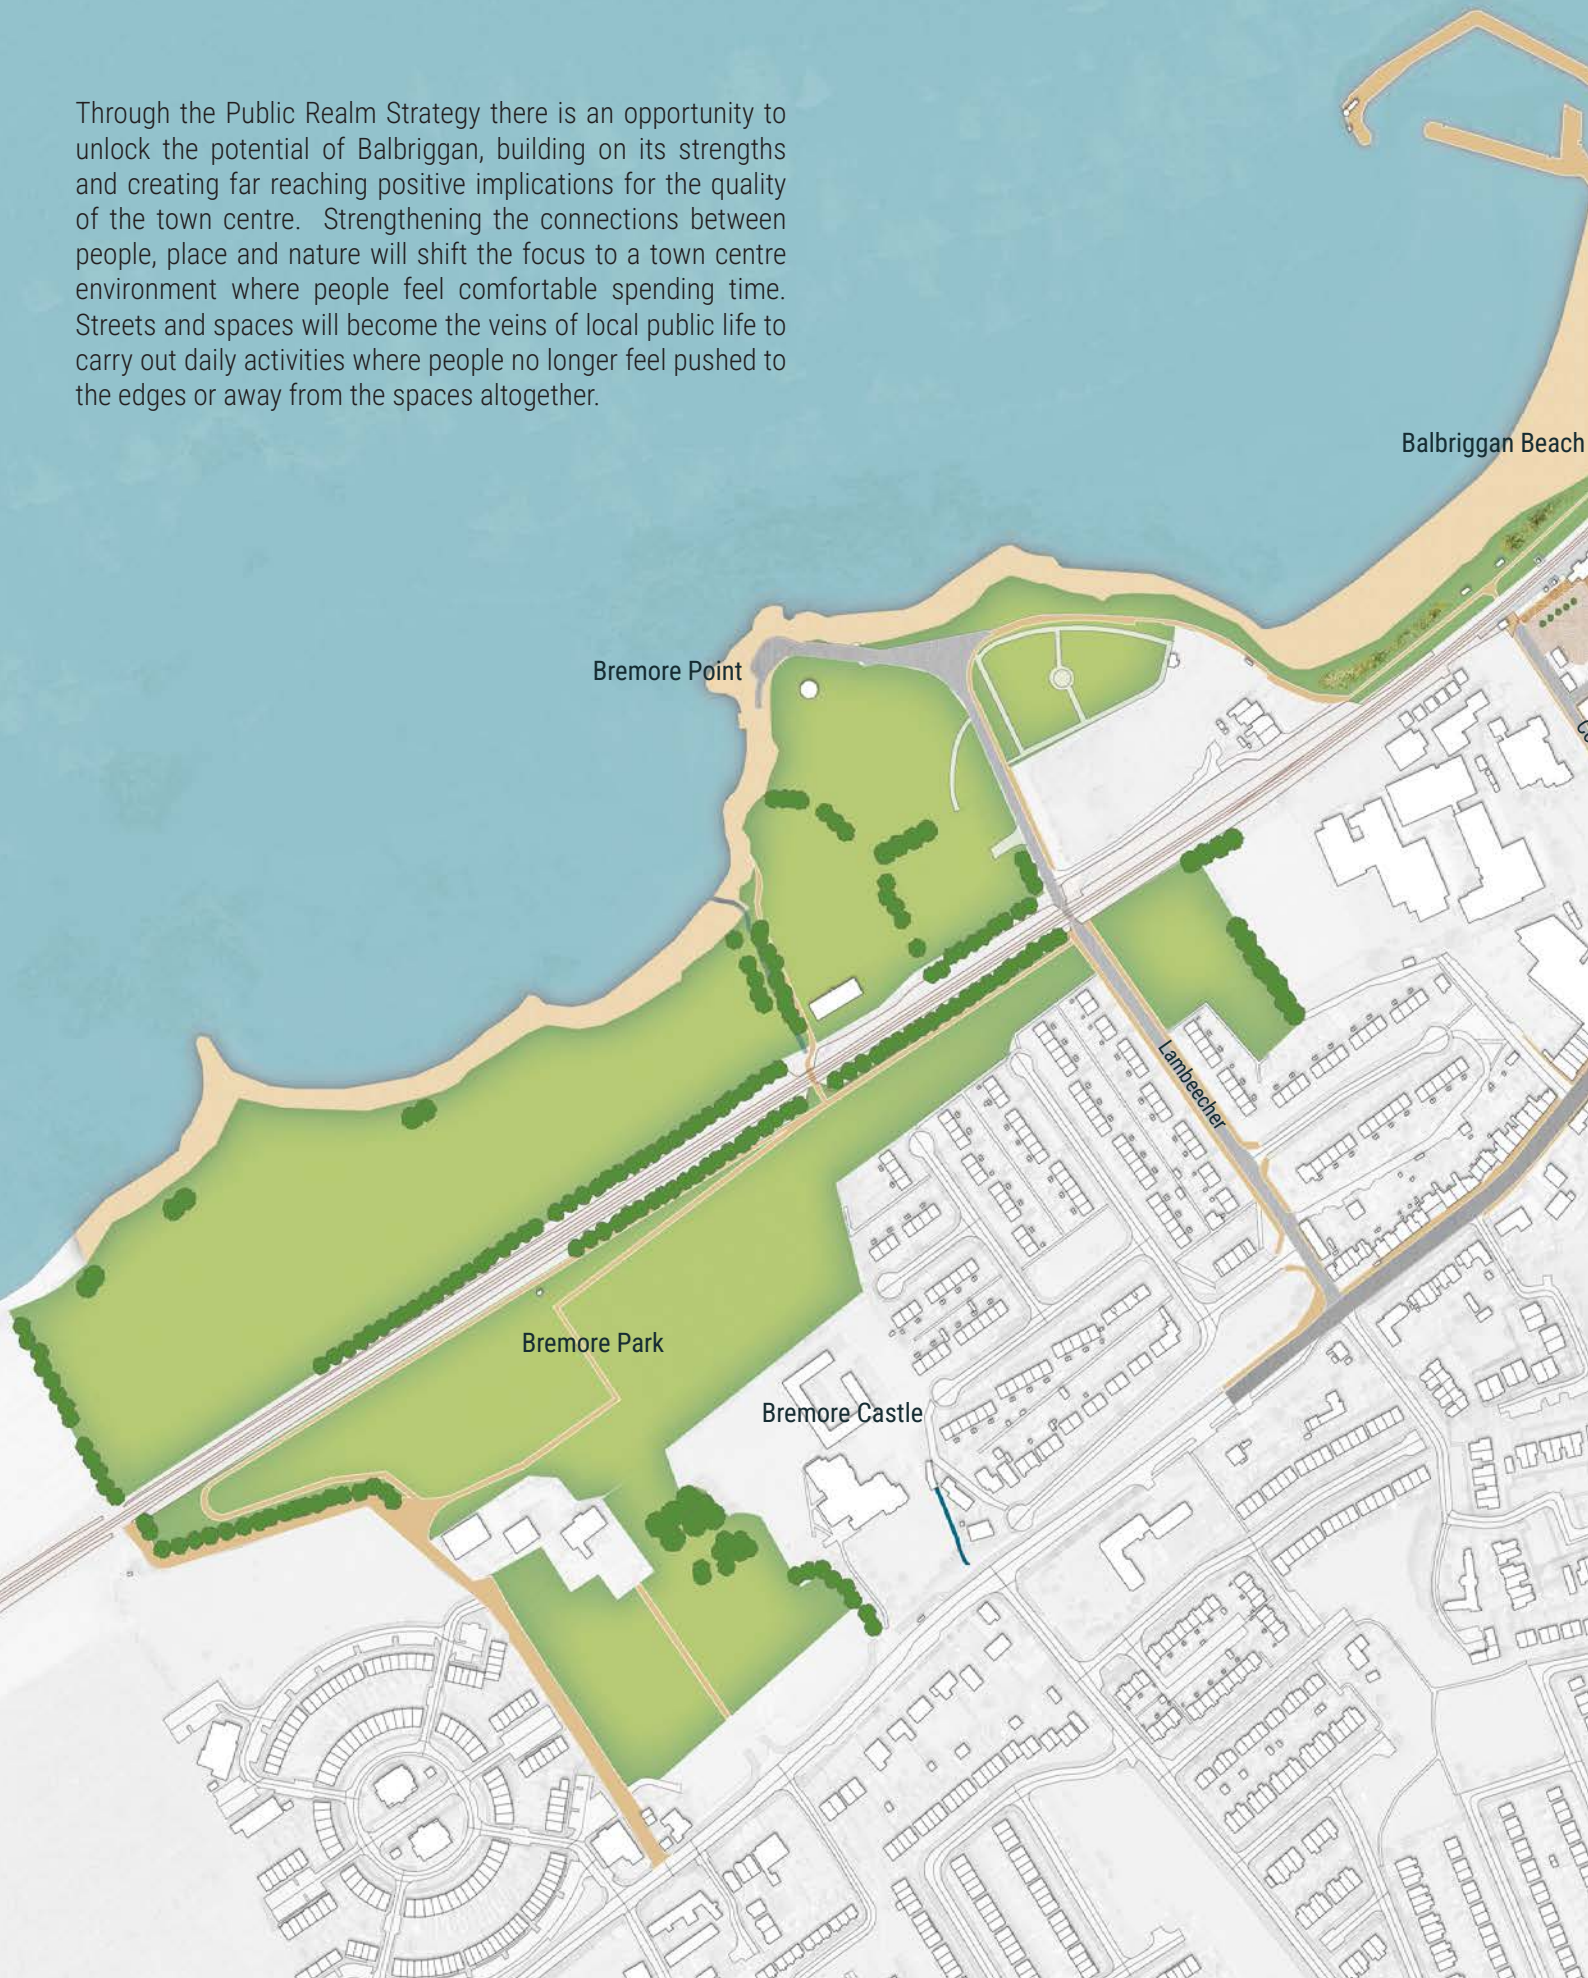 Through the Public Realm Strategy there is an opportunity to
unlock the potential of Balbriggan, building on its strengths
and creating far reaching positive implications for the quality
of the town centre. Strengthening the connections between
people, place and nature will shift the focus to a town centre
environment where people feel comfortable spending time.
Streets and spaces will become the veins of local public life to
carry out daily activities where people no longer feel pushed to
the edges or away from the spaces altogether.
Balbriggan Beach
Bremore Point
Lambeecher
Bremore Park
Bremore Castle